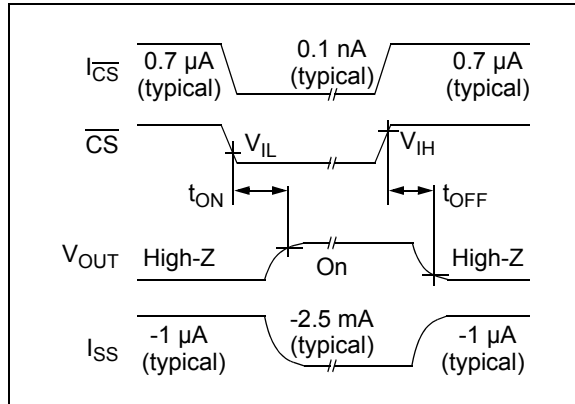 I_CS
0.7 µA
(typical)
0.1 nA
(typical)
0.7 µA
(typical)
CS
V_IL
V_IH
t_ON
t_OFF
V_OUT
High-Z
On
High-Z
I_SS
-1 µA
(typical)
-2.5 mA
(typical)
-1 µA
(typical)